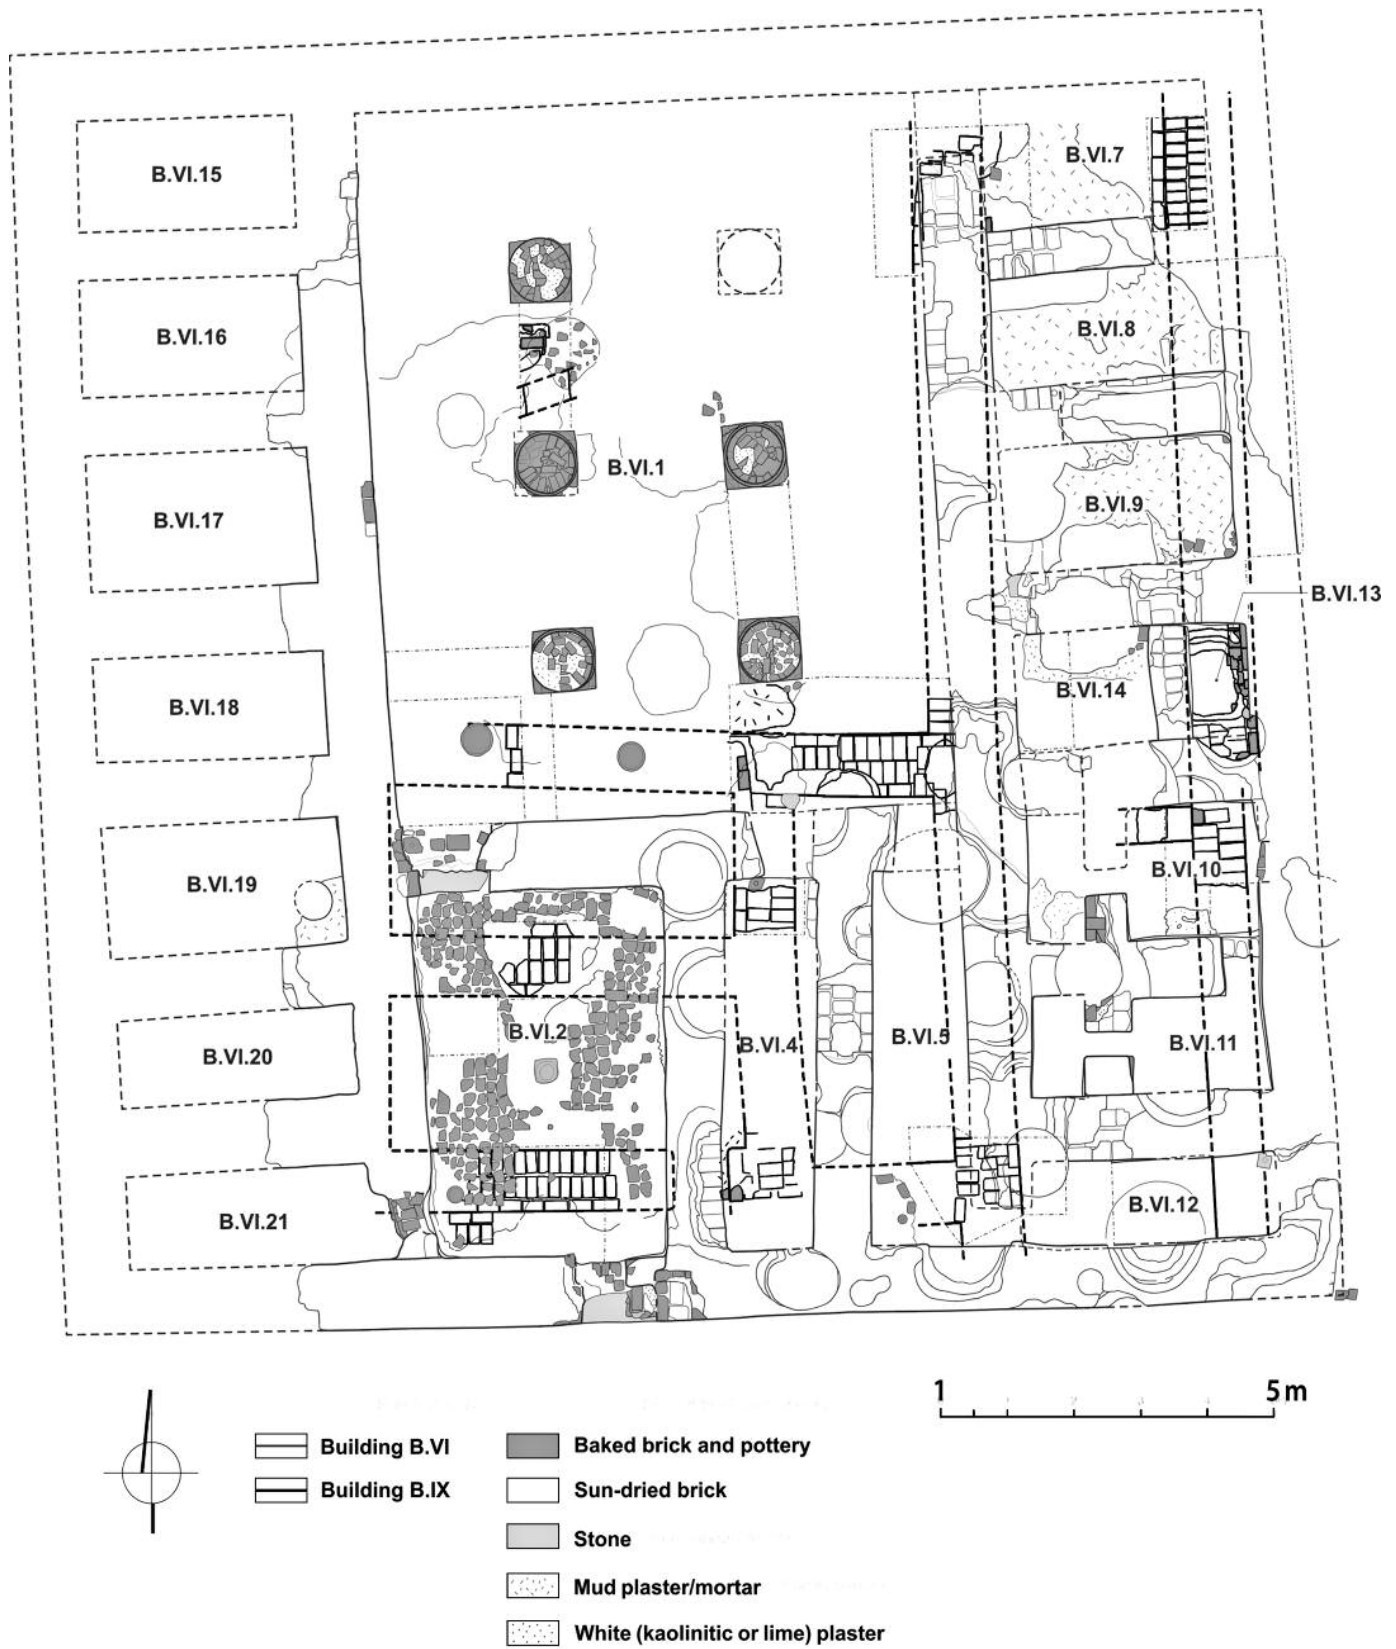 B.VI.15
B.VI.7
B.VI.16
B.VI.8
B.VI.1
B.VI.17
B.VI.9
B.VI.13
B.VI.18
B.VI.14
B.VI.19
B.VI.10
B.VI.2
B.VI.4
B.VI.5
B.VI.20
B.VI.11
B.VI.21
B.VI.12
1 5 m
Building B.VI
Building B.IX
Baked brick and pottery
Sun-dried brick
Stone
Mud plaster/mortar
White (kaolinitic or lime) plaster